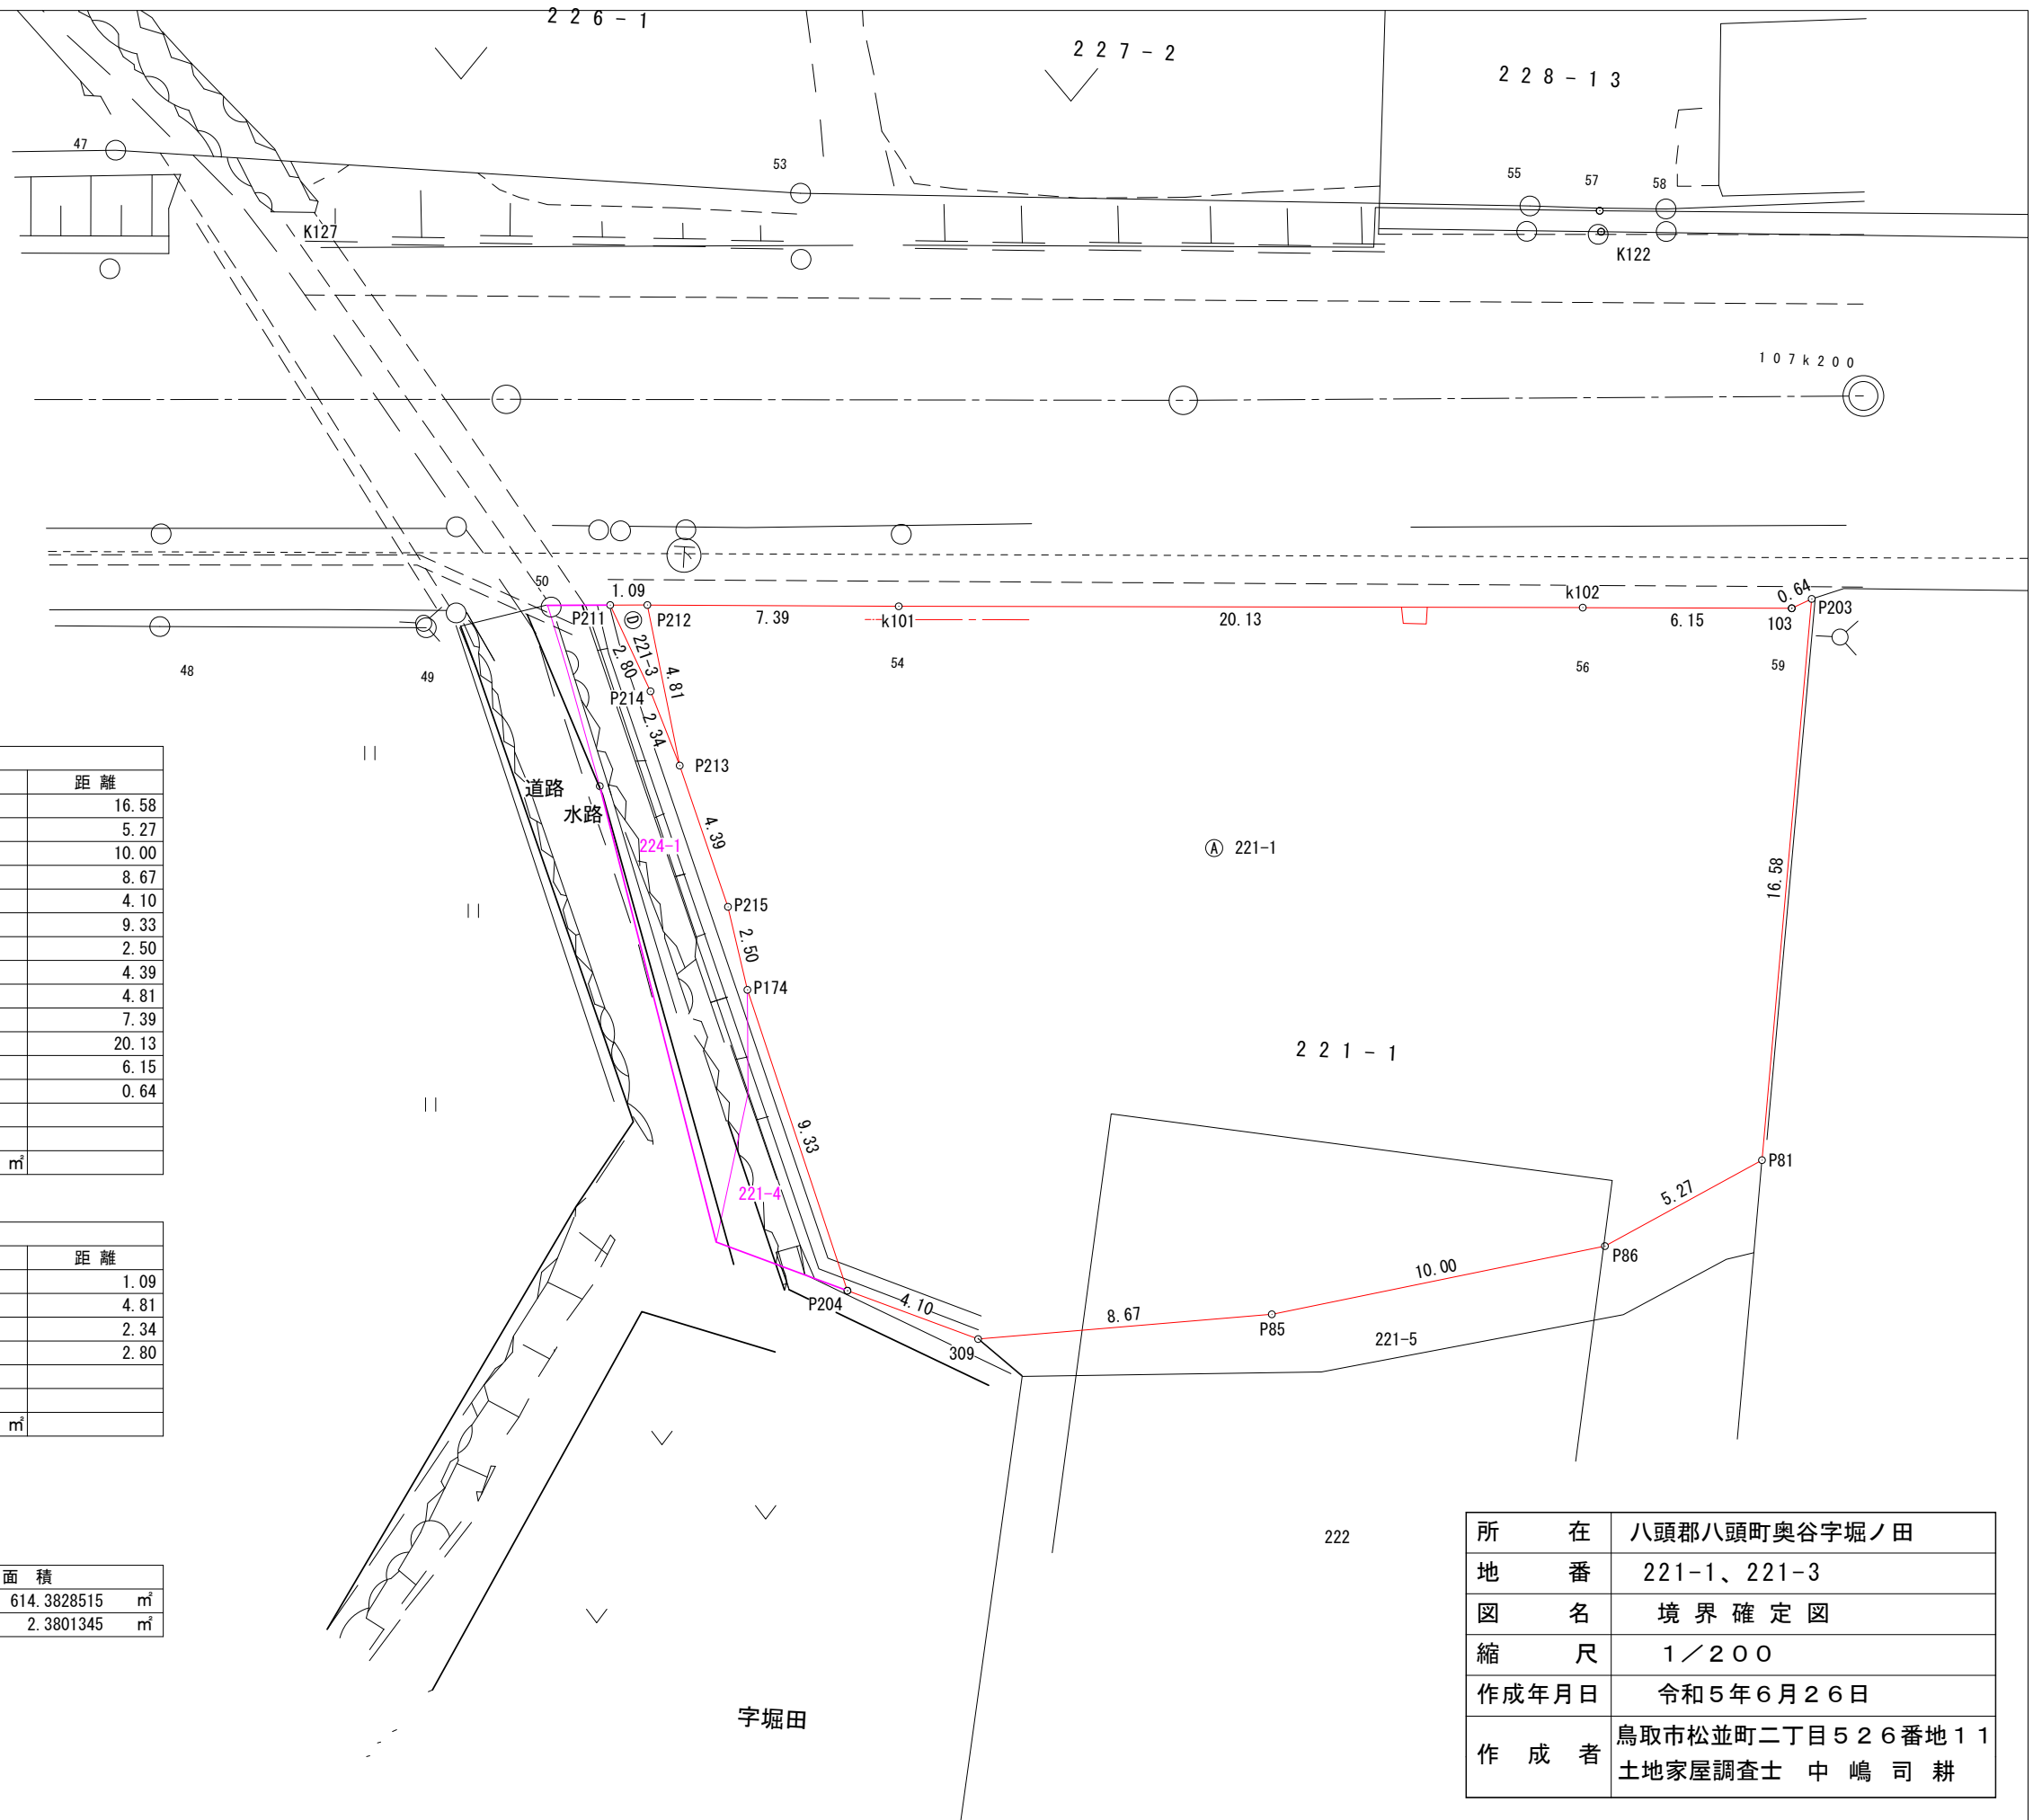 226-1
227-2
228-13
47
53
55
57
58
K127
K122
107k200
下
50
1.09
k102
0.64
P211
D
P212
7.39
k101
20.13
6.15
103
P203
221-3
2.80
4.81
48
49
54
56
59
P214
2.34
P213
道路
水路
4.39
224-1
A 221-1
16.58
P215
2.50
P174
221-1
9.33
P81
221-4
5.27
P86
10.00
P204
4.10
8.67
P85
309
221-5
222
字堀田
距離
16.58
5.27
10.00
8.67
4.10
9.33
2.50
4.39
4.81
7.39
20.13
6.15
0.64
㎡
距離
1.09
4.81
2.34
2.80
㎡
面積
614.3828515 ㎡
2.3801345 ㎡
所在 八頭郡八頭町奥谷字堀ノ田
地番 221-1、221-3
図名 境界確定図
縮尺 1／200
作成年月日 令和5年6月26日
作成者 鳥取市松並町二丁目526番地11
土地家屋調査士 中嶋司耕